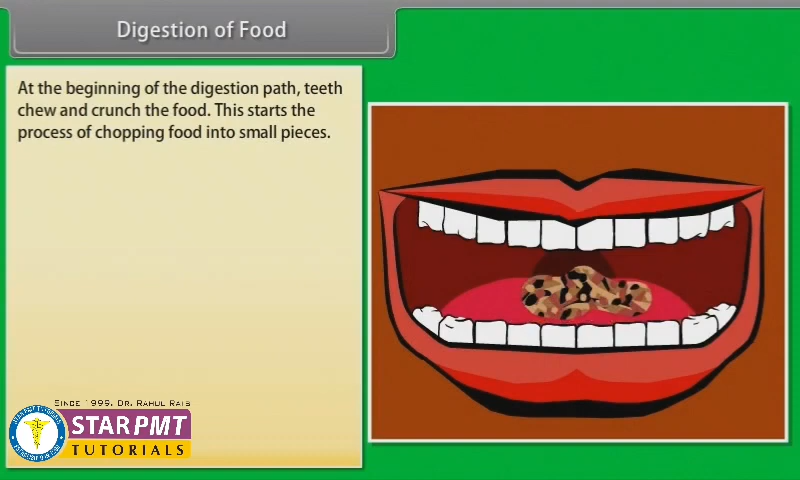 Digestion of Food
At the beginning of the digestion path, teeth
chew and crunch the food. This starts the
process of chopping food into small pieces.
SINCE 1999, DR. RAHUL RAIS
STAR PMT
TUTORIALS